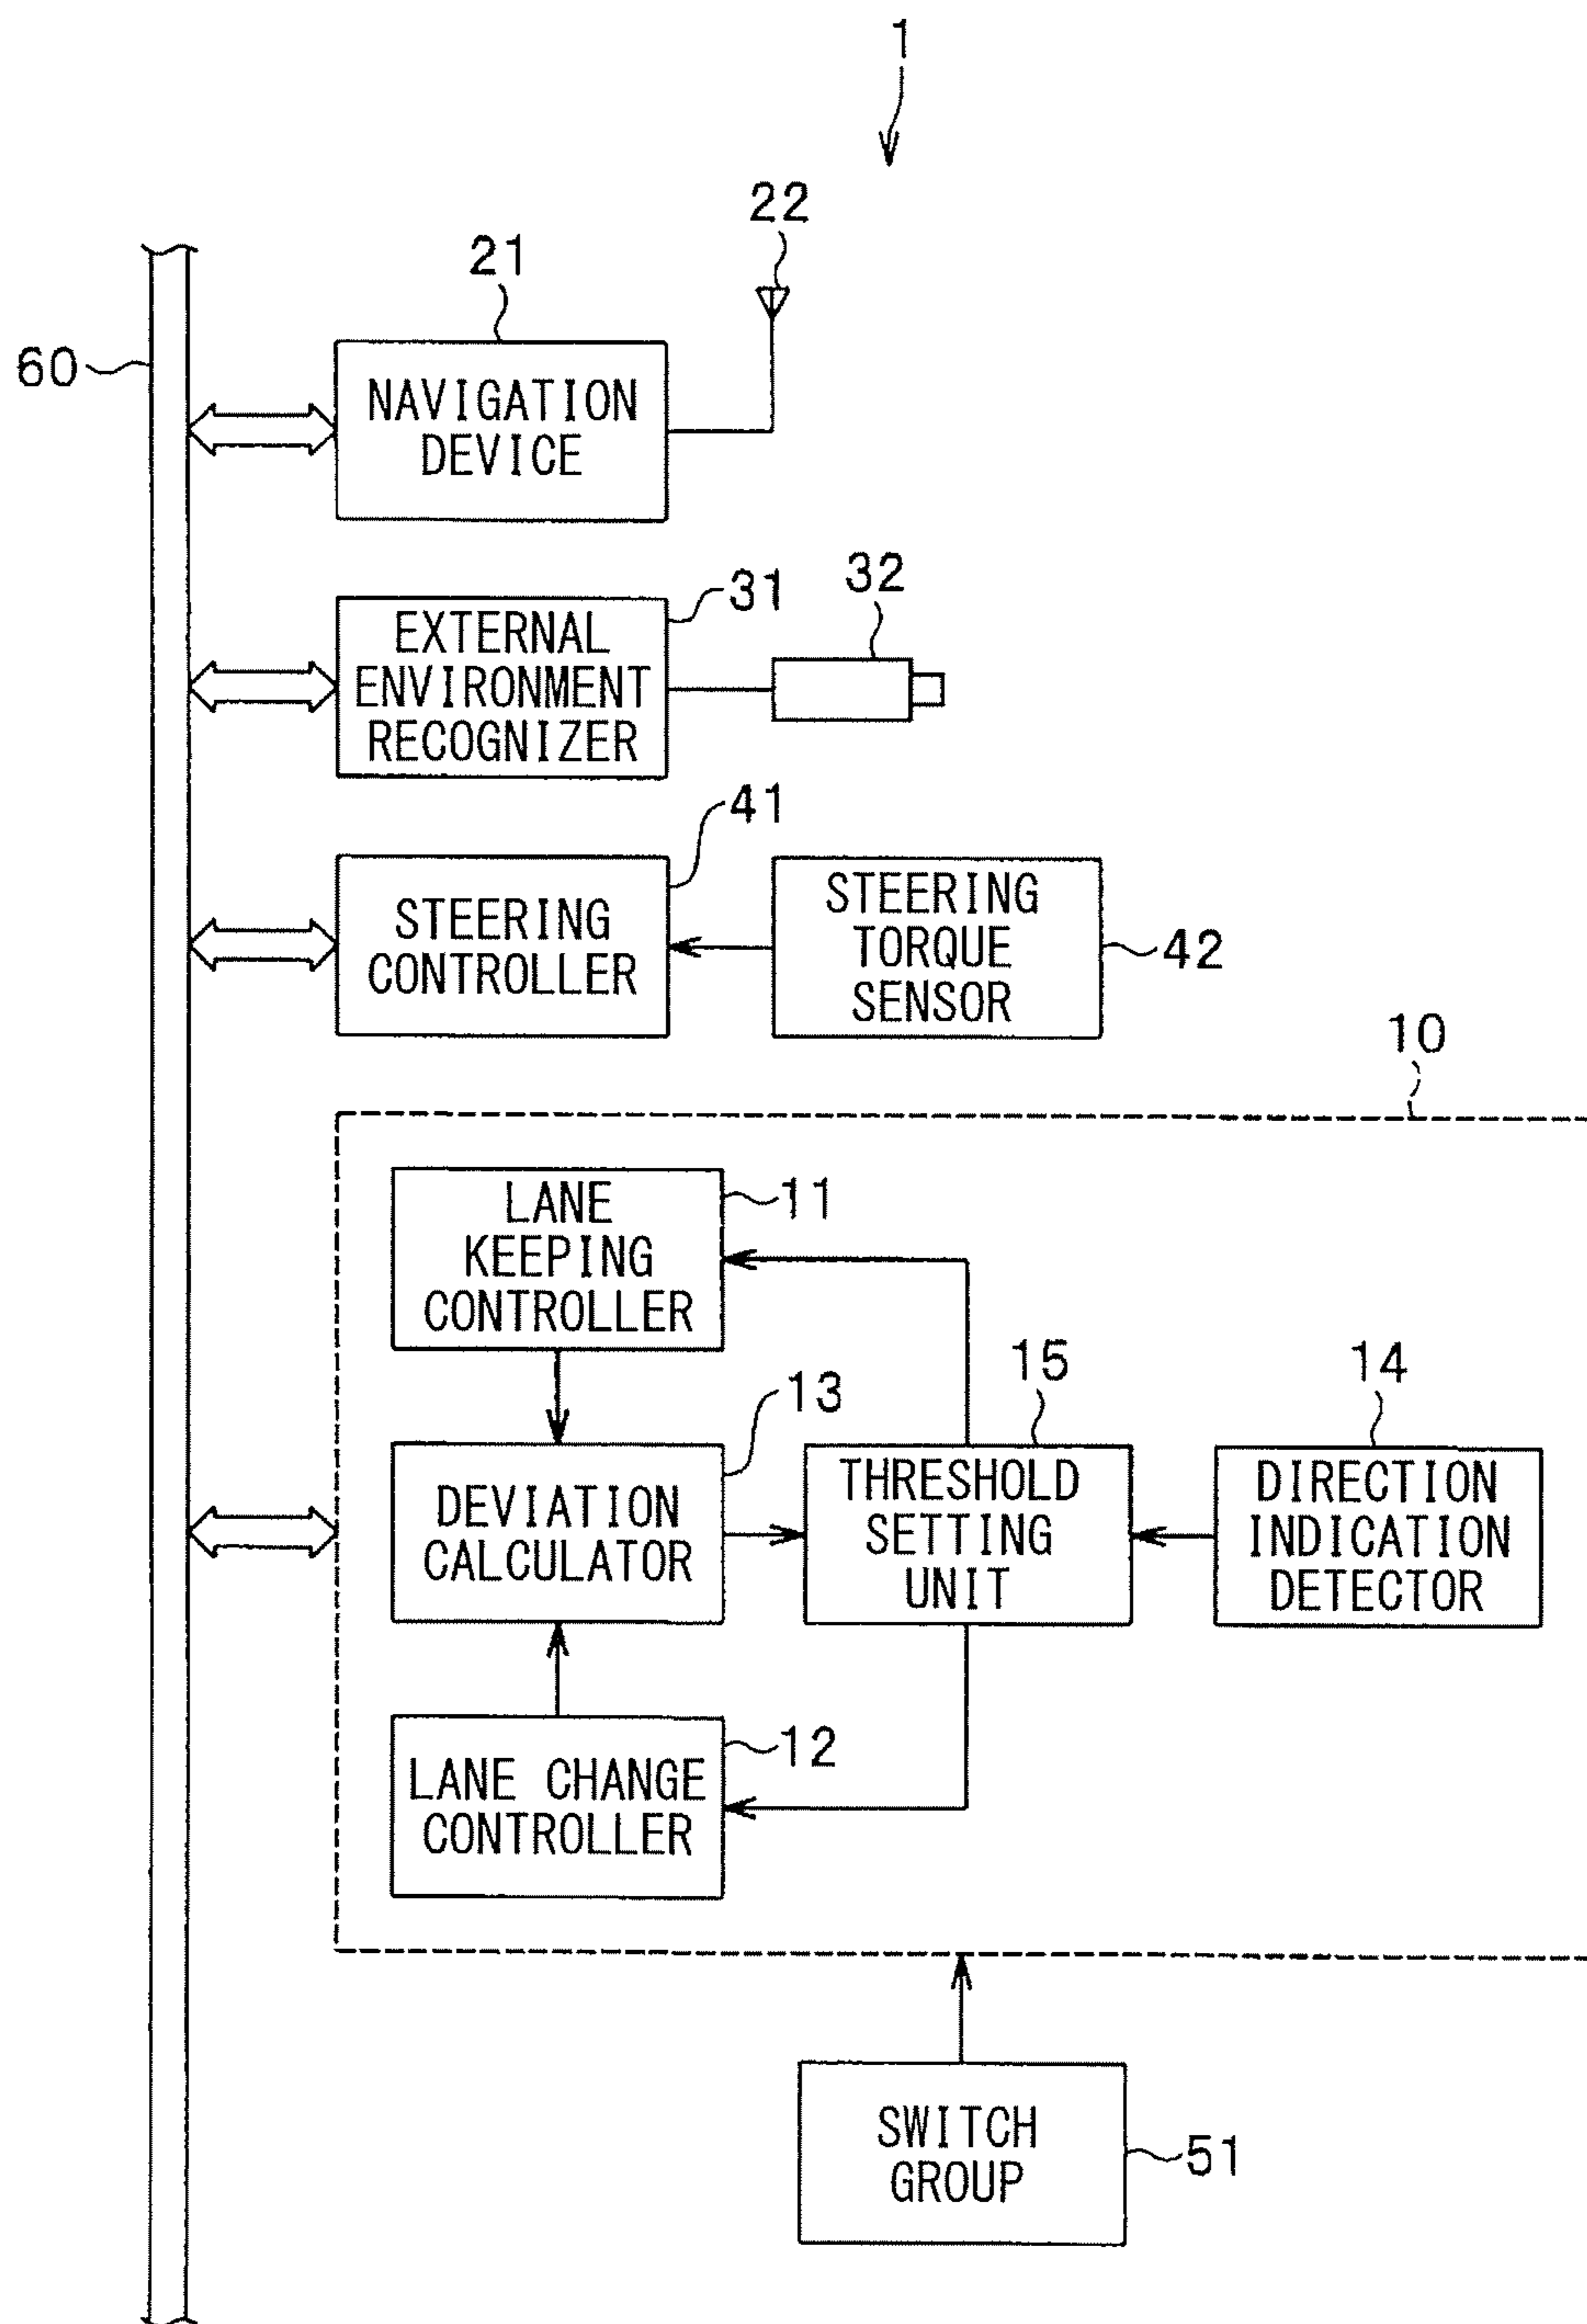 1
22
21
60
NAVIGATION
DEVICE
32
31
EXTERNAL
ENVIRONMENT
RECOGNIZER
41
STEERING
CONTROLLER
STEERING
TORQUE
SENSOR
42
10
11
LANE
KEEPING
CONTROLLER
13
15
14
DEVIATION
CALCULATOR
THRESHOLD
SETTING
UNIT
DIRECTION
INDICATION
DETECTOR
12
LANE CHANGE
CONTROLLER
SWITCH
GROUP
51